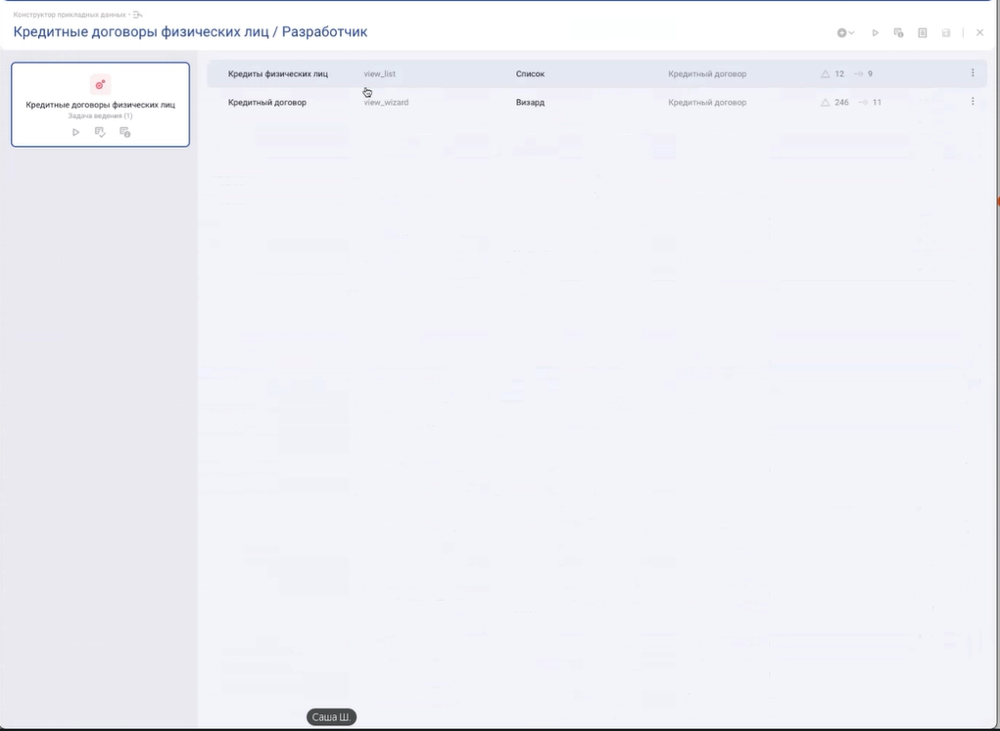 Конструктор прикладных данных
Кредитные договоры физических лиц / Разработчик
Кредитные договоры физических лиц
Задача ведения (1)
Кредиты физических лиц view_list Список Кредитный договор 12 9
Кредитный договор view_wizard Визард Кредитный договор 246 11
Саша Ш.